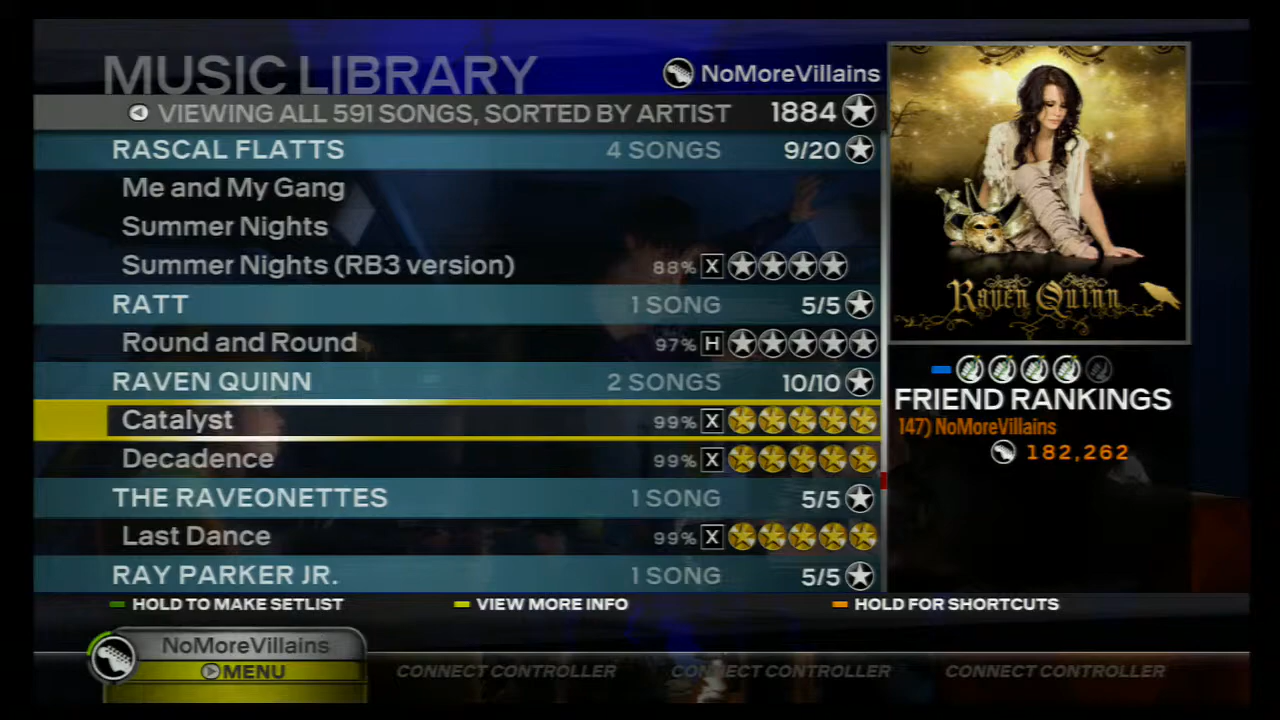 MUSIC LIBRARY
NoMoreVillains
VIEWING ALL 591 SONGS, SORTED BY ARTIST 1884
RASCAL FLATTS 4 SONGS 9/20
Me and My Gang
Summer Nights
Summer Nights (RB3 version) 88% X
RATT 1 SONG 5/5
Round and Round 97% H
RAVEN QUINN 2 SONGS 10/10
Catalyst 99% X
Decadence 99% X
THE RAVEONETTES 1 SONG 5/5
Last Dance 99% X
RAY PARKER JR. 1 SONG 5/5
Raven Quinn
FRIEND RANKINGS
147) NoMoreVillains
182,262
HOLD TO MAKE SETLIST VIEW MORE INFO HOLD FOR SHORTCUTS
NoMoreVillains
MENU CONNECT CONTROLLER CONNECT CONTROLLER CONNECT CONTROLLER